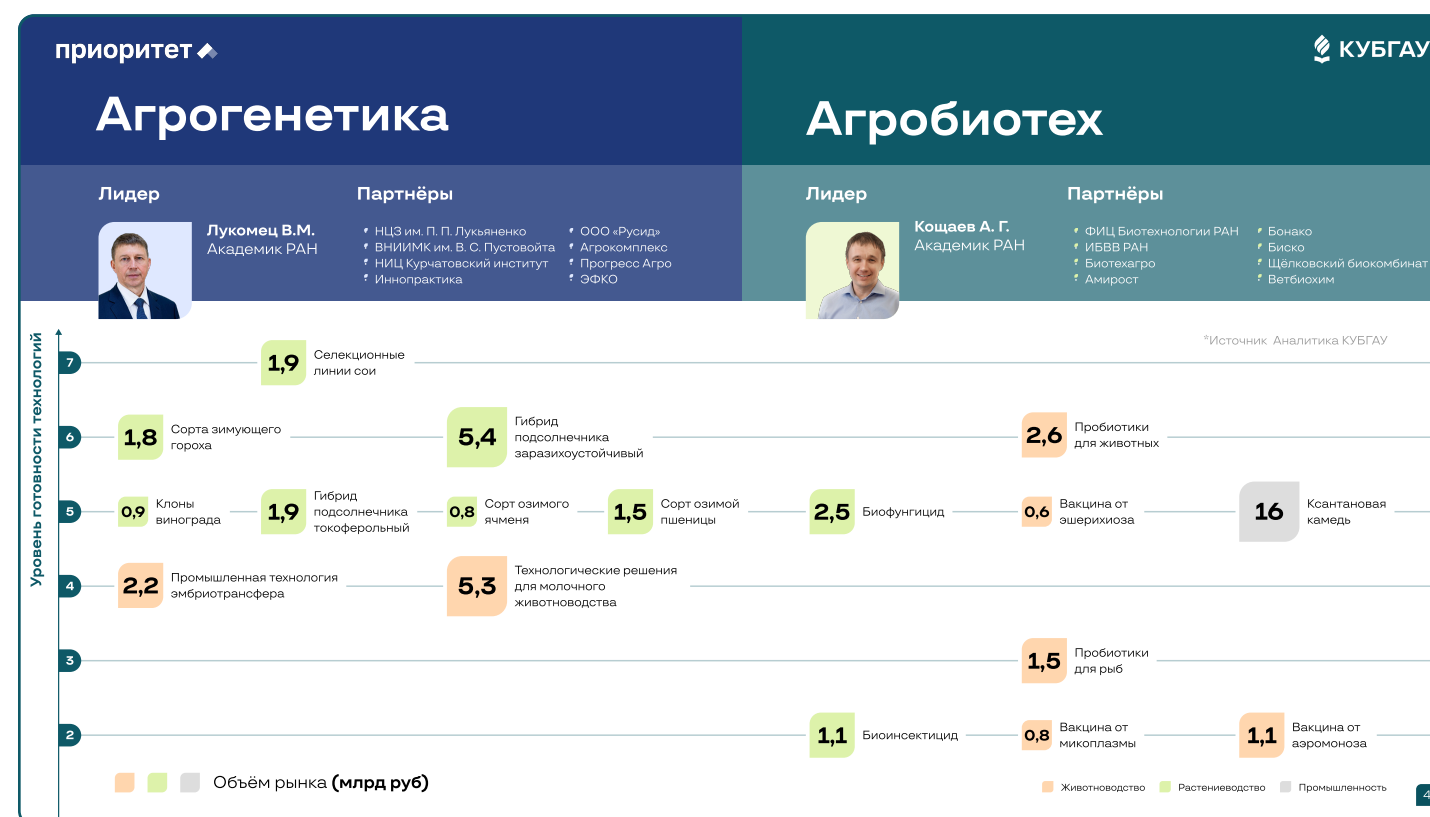 приоритет
КУБГАУ
Агрогенетика
Агробиотех
Лидер
Партнёры
Лукомец В.М.
Академик РАН
НЦЗ им. П. П. Лукьяненко
ВНИИМК им. В. С. Пустовойта
НИЦ Курчатовский институт
Иннопрактика
ООО «Русид»
Агрокомплекс
Прогресс Агро
ЭФКО
Лидер
Партнёры
Кощаев А. Г.
Академик РАН
ФИЦ Биотехнологии РАН
ИБВВ РАН
Биотехагро
Амирост
Бонако
Биско
Щёлковский биокомбинат
Ветбиохим
*Источник Аналитика КУБГАУ
Уровень готовности технологий
7
1,9
Селекционные
линии сои
6
1,8
Сорта зимующего
гороха
5,4
Гибрид
подсолнечника
заразихоустойчивый
2,6
Пробиотики
для животных
5
0,9
Клоны
винограда
1,9
Гибрид
подсолнечника
токоферольный
0,8
Сорт озимого
ячменя
1,5
Сорт озимой
пшеницы
2,5
Биофунгицид
0,6
Вакцина от
эшерихиоза
16
Ксантановая
камедь
4
2,2
Промышленная технология
эмбриотрансфера
5,3
Технологические решения
для молочного
животноводства
3
1,5
Пробиотики
для рыб
2
1,1
Биоинсектицид
0,8
Вакцина от
микоплазмы
1,1
Вакцина от
аэромоноза
Объём рынка (млрд руб)
Животноводство
Растениеводство
Промышленность
4